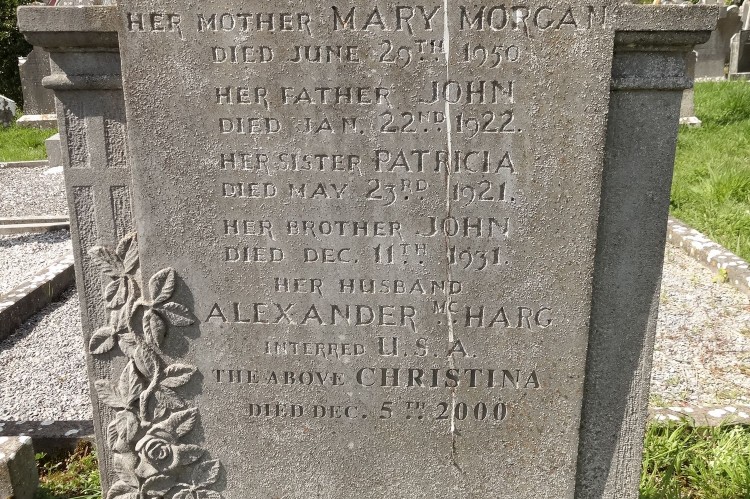 HER MOTHER MARY MORGAN
DIED JUNE 29TH 1950
HER FATHER JOHN
DIED JAN. 22ND. 1922.
HER SISTER PATRICIA
DIED MAY 23RD 1921.
HER BROTHER JOHN
DIED DEC. 11TH 1931.
HER HUSBAND
ALEXANDER MCHARG
INTERRED U.S.A.
THE ABOVE CHRISTINA
DIED DEC. 5TH 2000